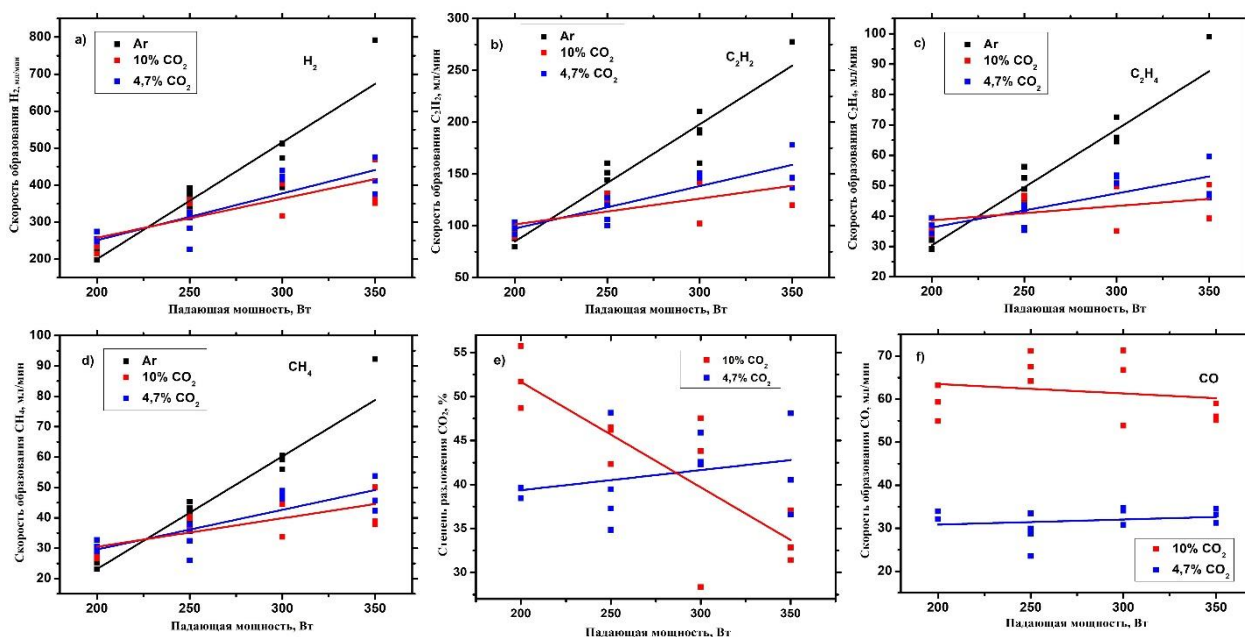 a)
H2
Ar
10% CO2
4,7% CO2
Скорость образования H2, мл/мин
800
700
600
500
400
300
200
200 250 300 350
Падающая мощность, Вт
b)
C2H2
Ar
10% CO2
4,7% CO2
Скорость образования C2H2, мл/мин
300
250
200
150
100
50
200 250 300 350
Падающая мощность, Вт
c)
C2H4
Ar
10% CO2
4,7% CO2
Скорость образования C2H4, мл/мин
100
90
80
70
60
50
40
30
20
200 250 300 350
Падающая мощность, Вт
d)
CH4
Ar
10% CO2
4,7% CO2
Скорость образования CH4, мл/мин
100
90
80
70
60
50
40
30
20
200 250 300 350
Падающая мощность, Вт
e)
10% CO2
4,7% CO2
Степень разложения CO2, %
55
50
45
40
35
30
200 250 300 350
Падающая мощность, Вт
f)
CO
Скорость образования CO, мл/мин
70
60
50
40
30
20
10% CO2
4,7% CO2
200 250 300 350
Падающая мощность, Вт